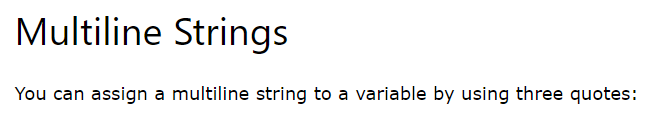 Multiline Strings
You can assign a multiline string to a variable by using three quotes: